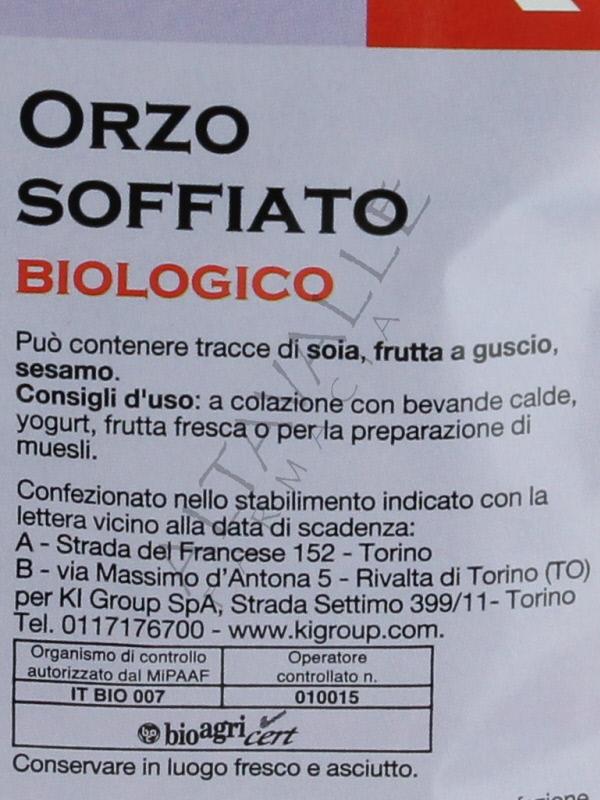 ORZO
SOFFIATO
BIOLOGICO
Può contenere tracce di soia, frutta a guscio,
sesamo.
Consigli d'uso: a colazione con bevande calde,
yogurt, frutta fresca o per la preparazione di
muesli.
Confezionato nello stabilimento indicato con la
lettera vicino alla data di scadenza:
A - Strada del Francese 152 - Torino
B - via Massimo d'Antona 5 - Rivalta di Torino (TO)
per KI Group SpA, Strada Settimo 399/11- Torino
Tel. 0117176700 - www.kigroup.com.
Organismo di controllo
autorizzato dal MiPAAF
Operatore
controllato n.
IT BIO 007
010015
bioagricert
Conservare in luogo fresco e asciutto.
ALTAVALLE
FARMACIA